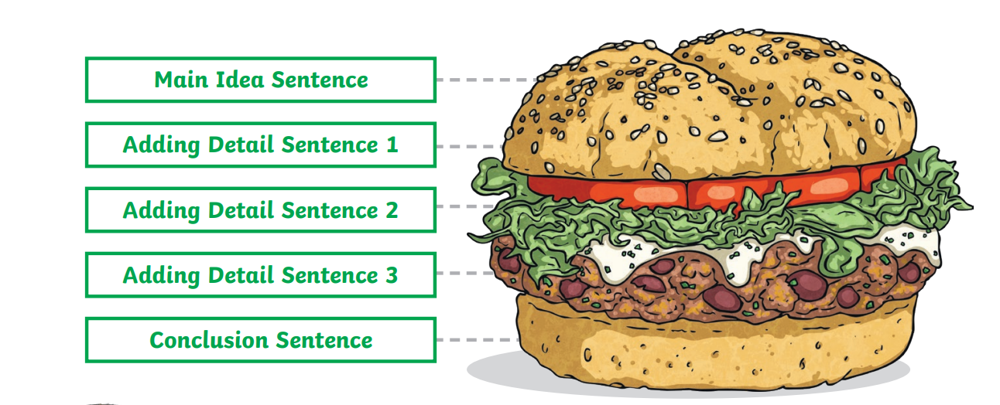 Main Idea Sentence
Adding Detail Sentence 1
Adding Detail Sentence 2
Adding Detail Sentence 3
Conclusion Sentence